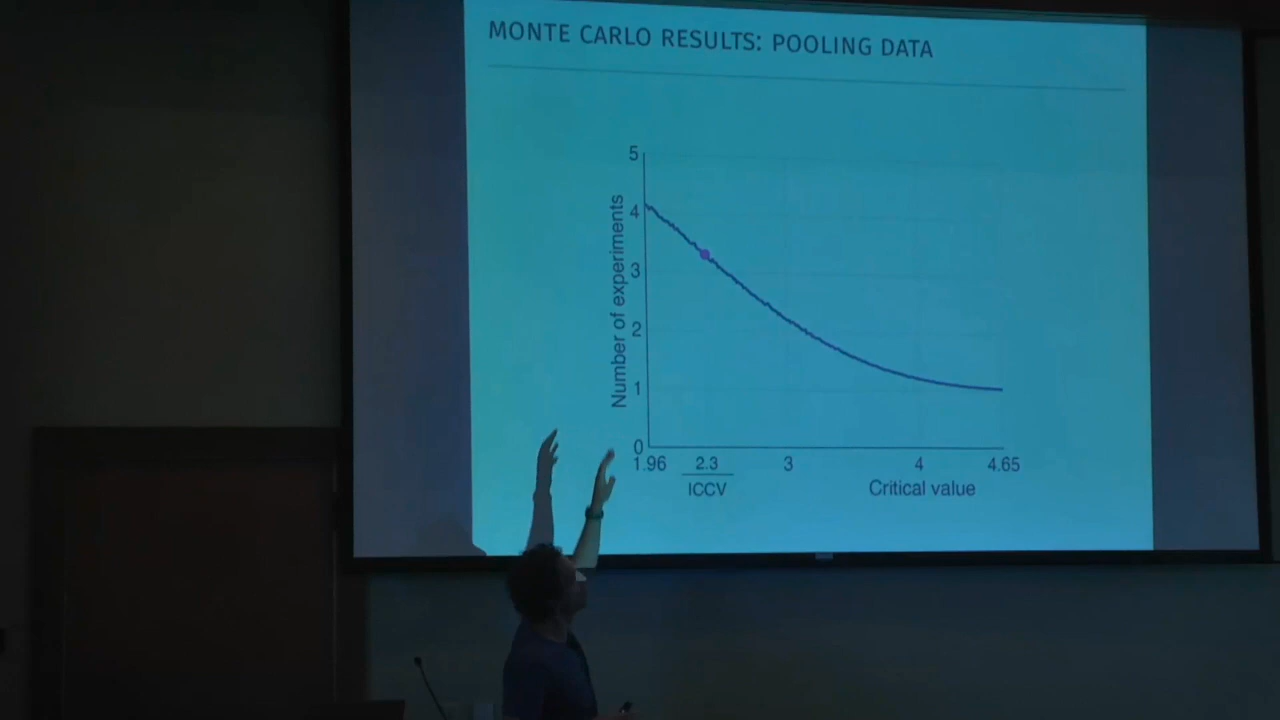 MONTE CARLO RESULTS: POOLING DATA
5
4
3
2
1
0
Number of experiments
1.96 2.3 3 4 4.65
ICCV
Critical value